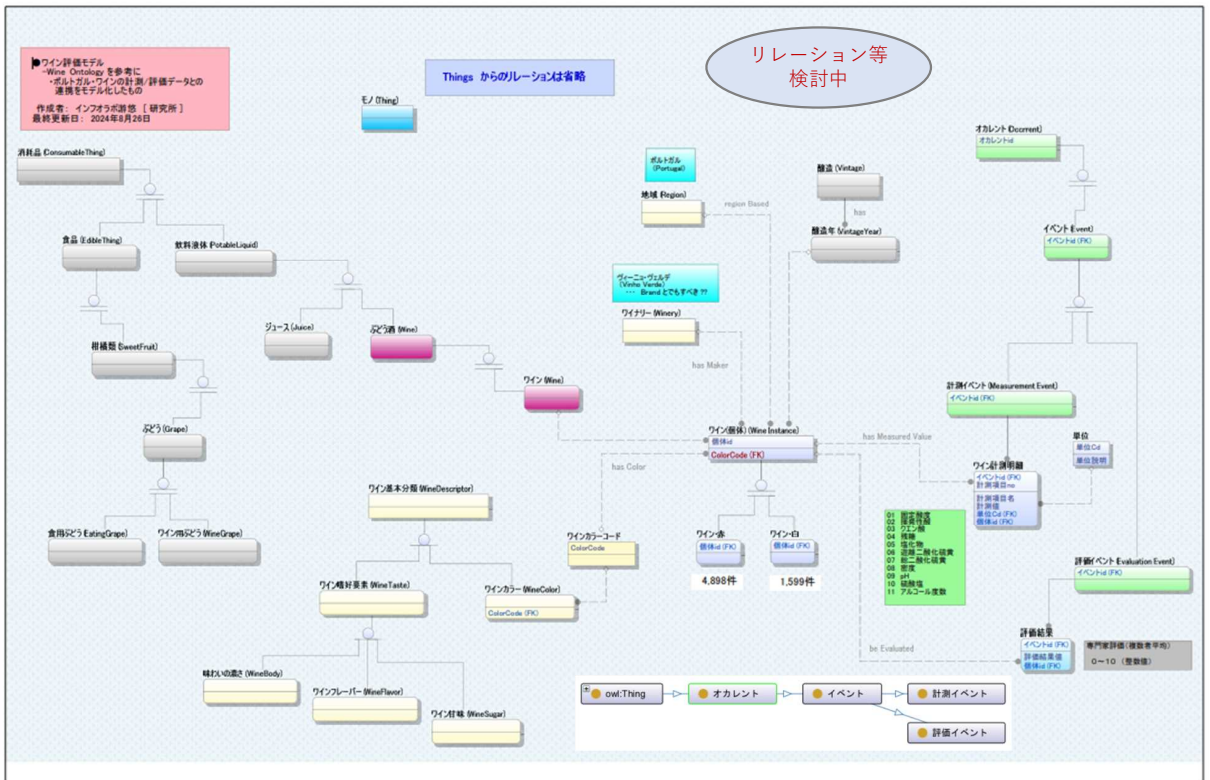 ●ワイン評価モデル
-Wine Ontology を参考に
・ポルトガル・ワインの計測/評価データとの
連携をモデル化したもの
作成者： インフオラボ游悠 [ 研究所 ]
最終更新日： 2024年8月26日
Things からのリレーションは省略
リレーション等
検討中
モノ (Thing)
消耗品 (ConsumableThing)
食品 (EdibleThing)
飲料液体 (PotableLiquid)
柑橘類 (SweetFruit)
ジュース (Juice)
ぶどう酒 (Wine)
ワイン (Wine)
ぶどう (Grape)
食用ぶどう (EatingGrape)
ワイン用ぶどう (WineGrape)
ポルトガル
(Portugal)
地域 (Region)
region Based
醸造 (Vintage)
has
醸造年 (VintageYear)
ヴィーニョ・ヴェルデ
(Vinho Verde)
··· Brand とでもすべき ??
ワイナリー (Winery)
has Maker
ワイン(個体) (Wine Instance)
個体id
ColorCode (FK)
has Color
has Measured Value
be Evaluated
ワイン基本分類 (WineDescriptor)
ワイン嗜好要素 (WineTaste)
ワインカラー (WineColor)
ColorCode (FK)
ワインカラーコード
ColorCode
味わいの濃さ (WineBody)
ワインフレーバー (WineFlavor)
ワイン甘味 (WineSugar)
ワイン-赤
個体id (FK)
4,898件
ワイン-白
個体id (FK)
1,599件
オカレント (Occrrent)
オカレントid
イベント (Event)
イベントid (FK)
計測イベント (Measurement Event)
イベントid (FK)
ワイン計測明細
イベントid (FK)
計測項目no
計測項目名
計測値
単位Cd (FK)
個体id (FK)
単位
単位Cd
単位説明
01 固定酸度
02 揮発性酸
03 クエン酸
04 残糖
05 塩化物
06 遊離二酸化硫黄
07 総二酸化硫黄
08 密度
09 pH
10 硫酸塩
11 アルコール度数
評価イベント (Evaluation Event)
イベントid (FK)
評価結果
イベントid (FK)
評価結果値
個体id (FK)
専門家評価(複数者平均)
0～10 (整数値)
owl:Thing
オカレント
イベント
計測イベント
評価イベント